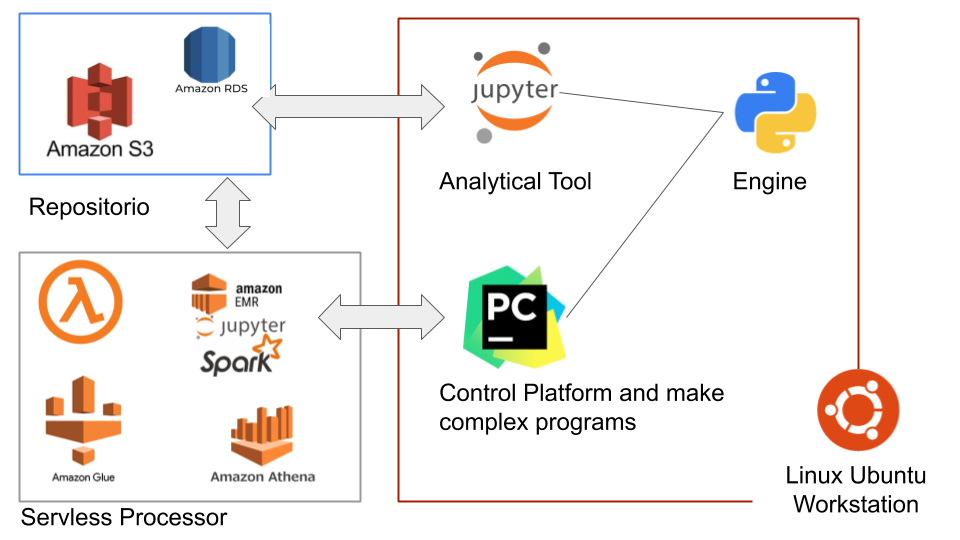 Amazon RDS
Amazon S3
Repositorio
λ
amazon
EMR
jupyter
Spark
Amazon Glue
Amazon Athena
Servless Processor
jupyter
Analytical Tool
Engine
PC
Control Platform and make
complex programs
Linux Ubuntu
Workstation